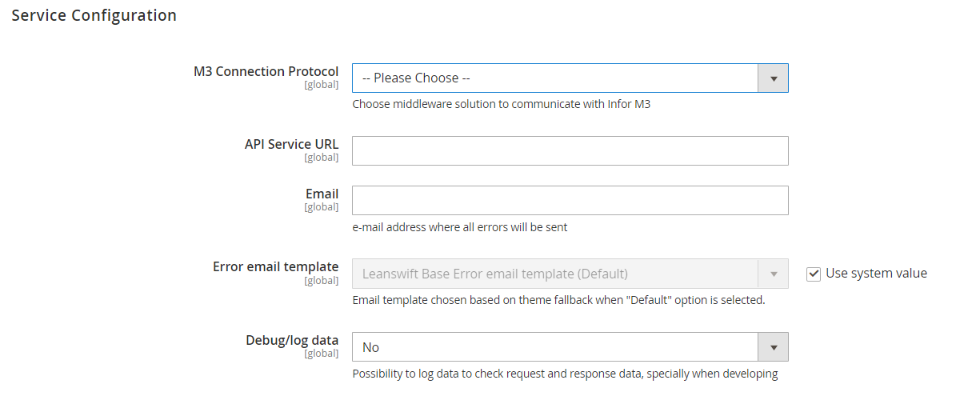 Service Configuration
M3 Connection Protocol
[global]
-- Please Choose --
Choose middleware solution to communicate with Infor M3
API Service URL
[global]
Email
[global]
e-mail address where all errors will be sent
Error email template
[global]
Leanswift Base Error email template (Default)
Use system value
Email template chosen based on theme fallback when "Default" option is selected.
Debug/log data
[global]
No
Possibility to log data to check request and response data, specially when developing